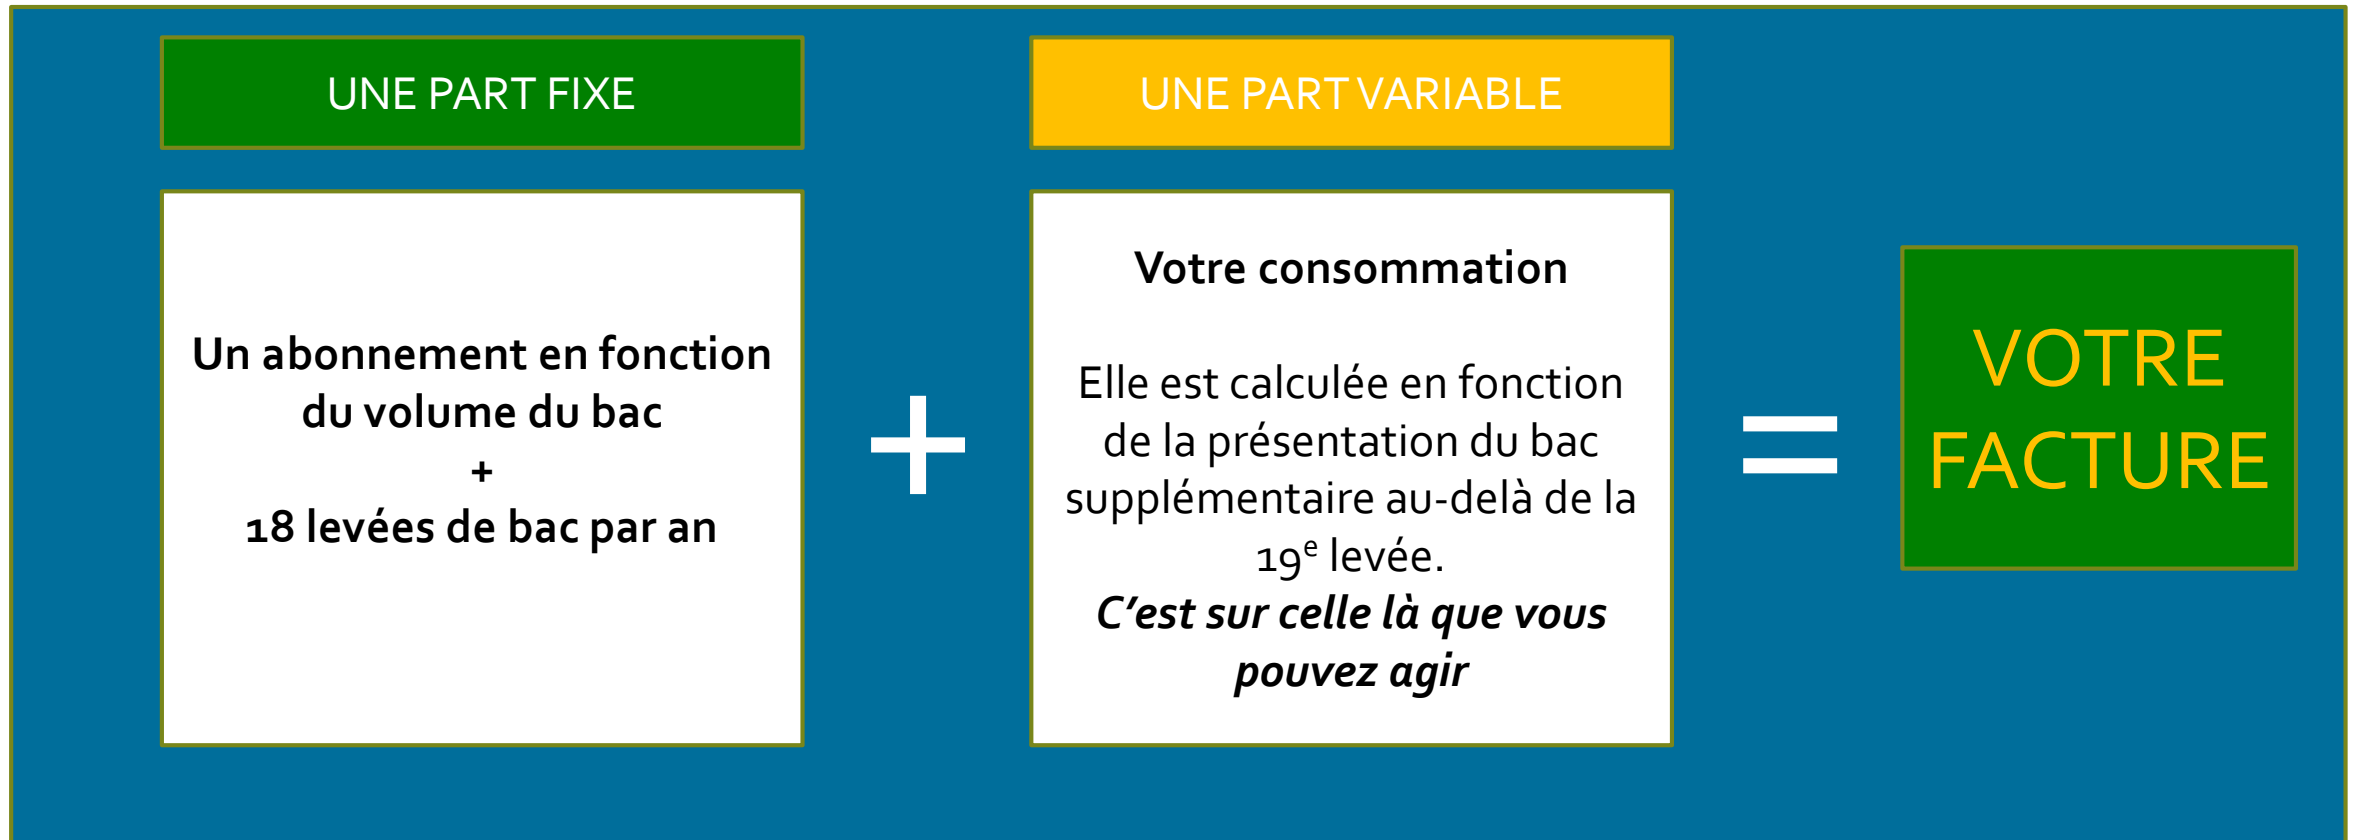 UNE PART FIXE
Un abonnement en fonction
du volume du bac
+
18 levées de bac par an
+
UNE PART VARIABLE
Votre consommation
Elle est calculée en fonction
de la présentation du bac
supplémentaire au-delà de la
19e levée.
C’est sur celle là que vous
pouvez agir
=
VOTRE
FACTURE